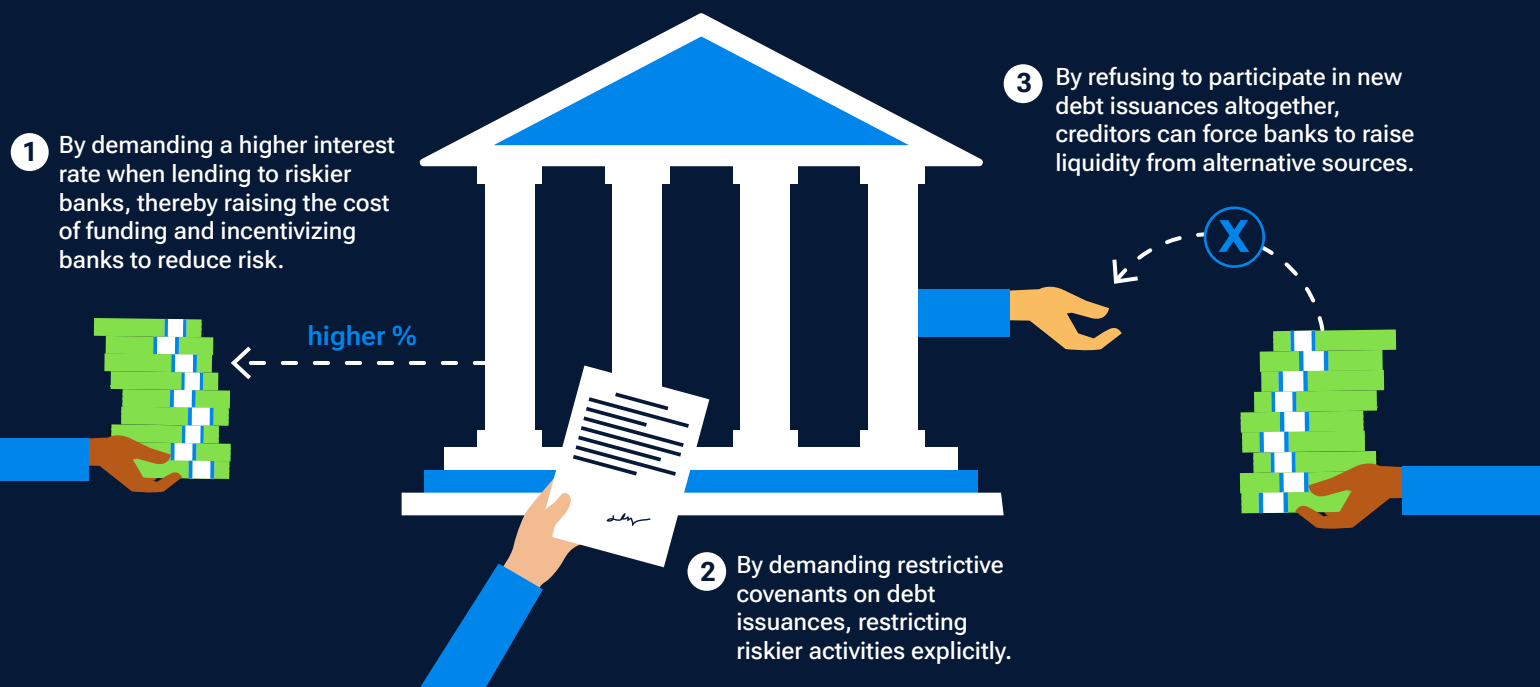 1
By demanding a higher interest
rate when lending to riskier
banks, thereby raising the cost
of funding and incentivizing
banks to reduce risk.
higher %
2
By demanding restrictive
covenants on debt
issuances, restricting
riskier activities explicitly.
3
By refusing to participate in new
debt issuances altogether,
creditors can force banks to raise
liquidity from alternative sources.
X